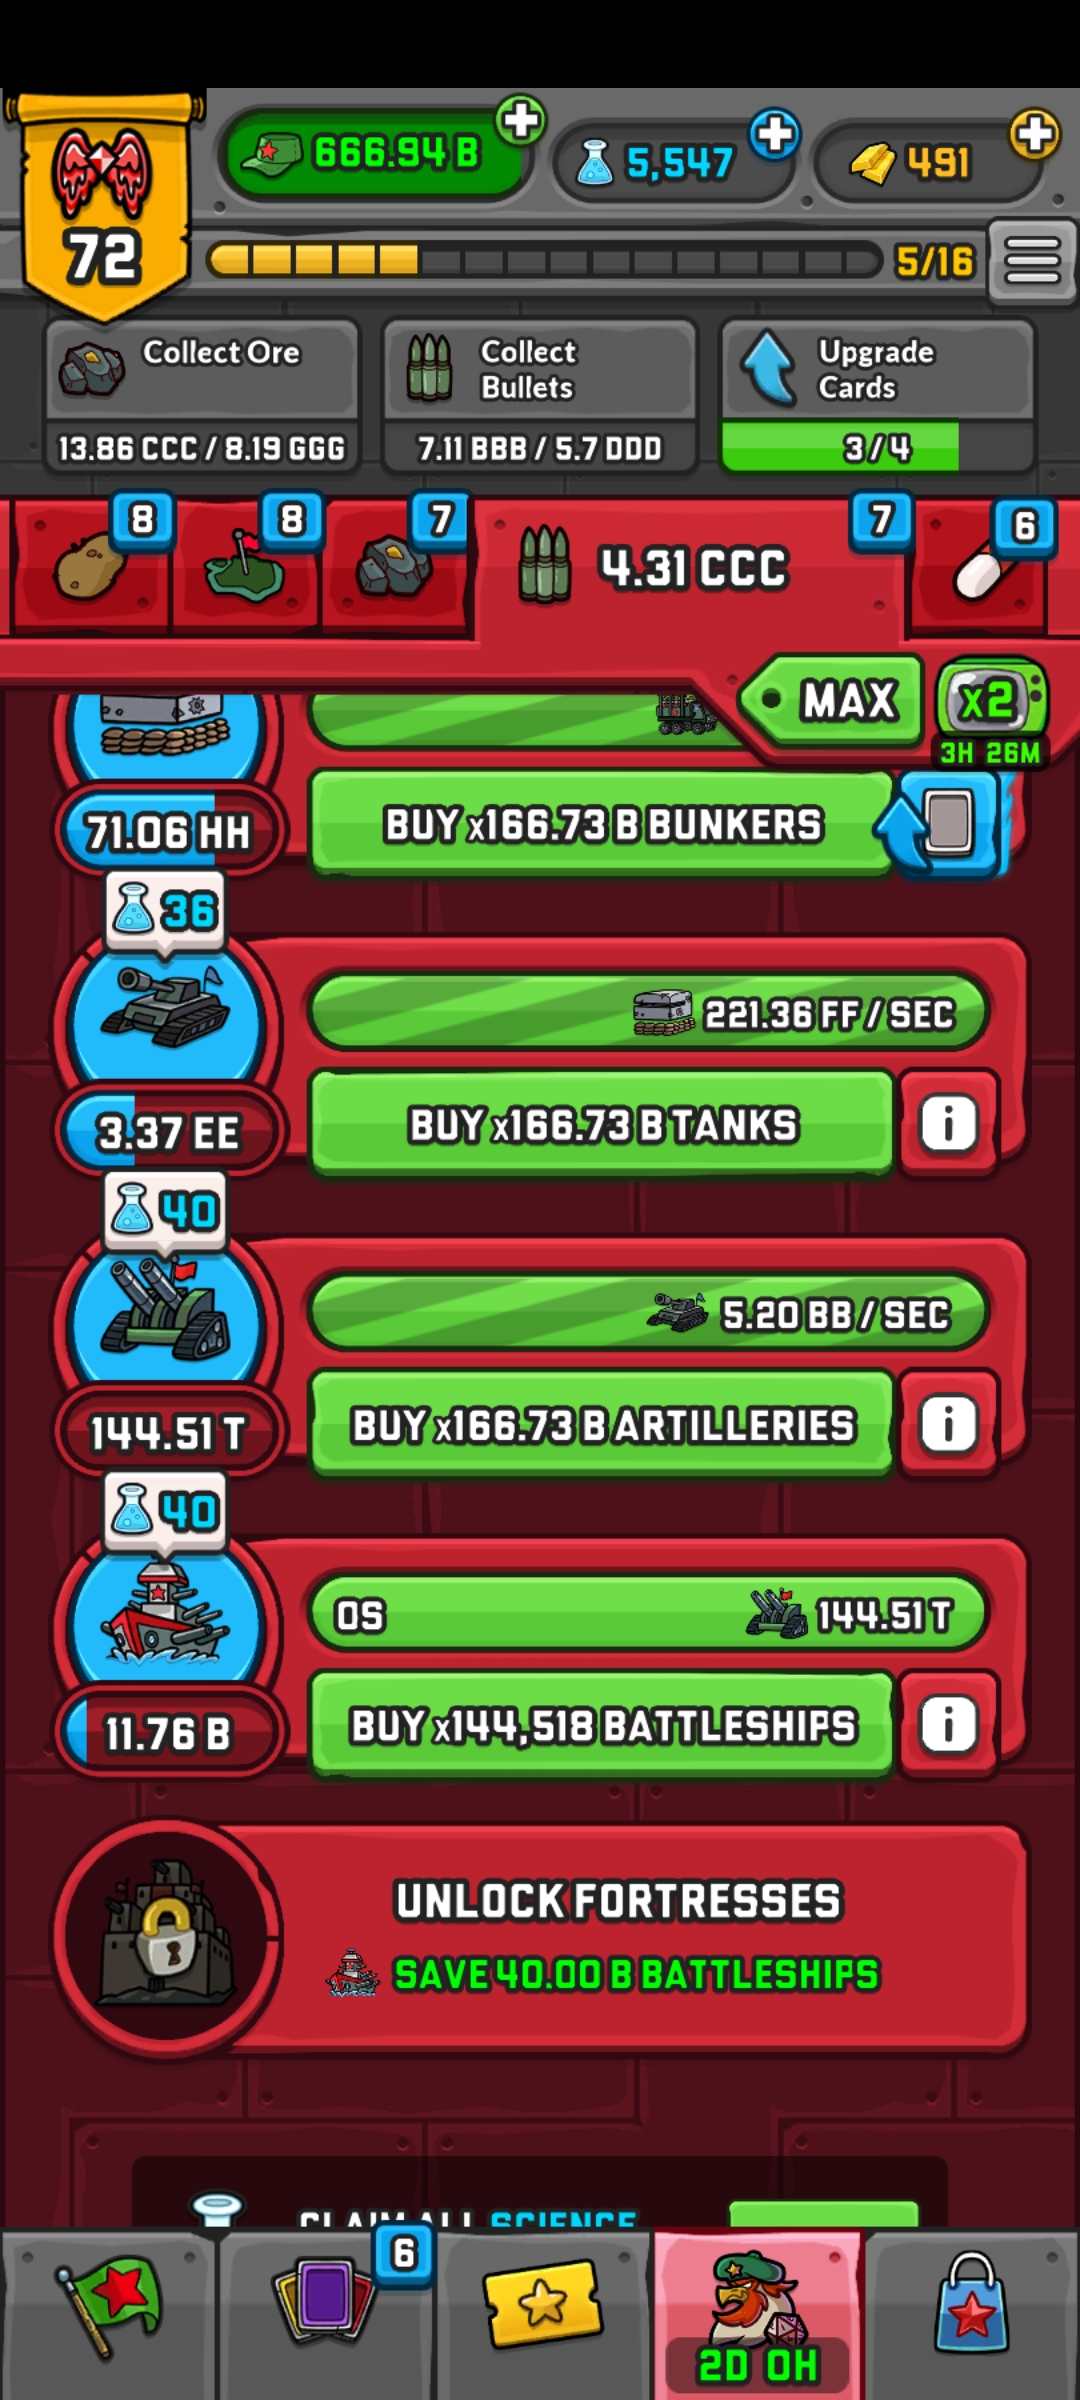 666.94 B
5,547
491
72
5/16
Collect Ore
13.86 CCC / 8.19 GGG
Collect
Bullets
7.11 BBB / 5.7 DDD
Upgrade
Cards
3/4
8
8
7
4.31 CCC
7
6
MAX
x2
3H 26M
71.06 HH
BUY x166.73 B BUNKERS
36
221.36 FF / SEC
3.37 EE
BUY x166.73 B TANKS
i
40
5.20 BB / SEC
144.51 T
BUY x166.73 B ARTILLERIES
i
40
0S
144.51 T
11.76 B
BUY x144,518 BATTLESHIPS
i
UNLOCK FORTRESSES
SAVE 40.00 B BATTLESHIPS
CLAIM ALL SCIENCE
6
2D 0H